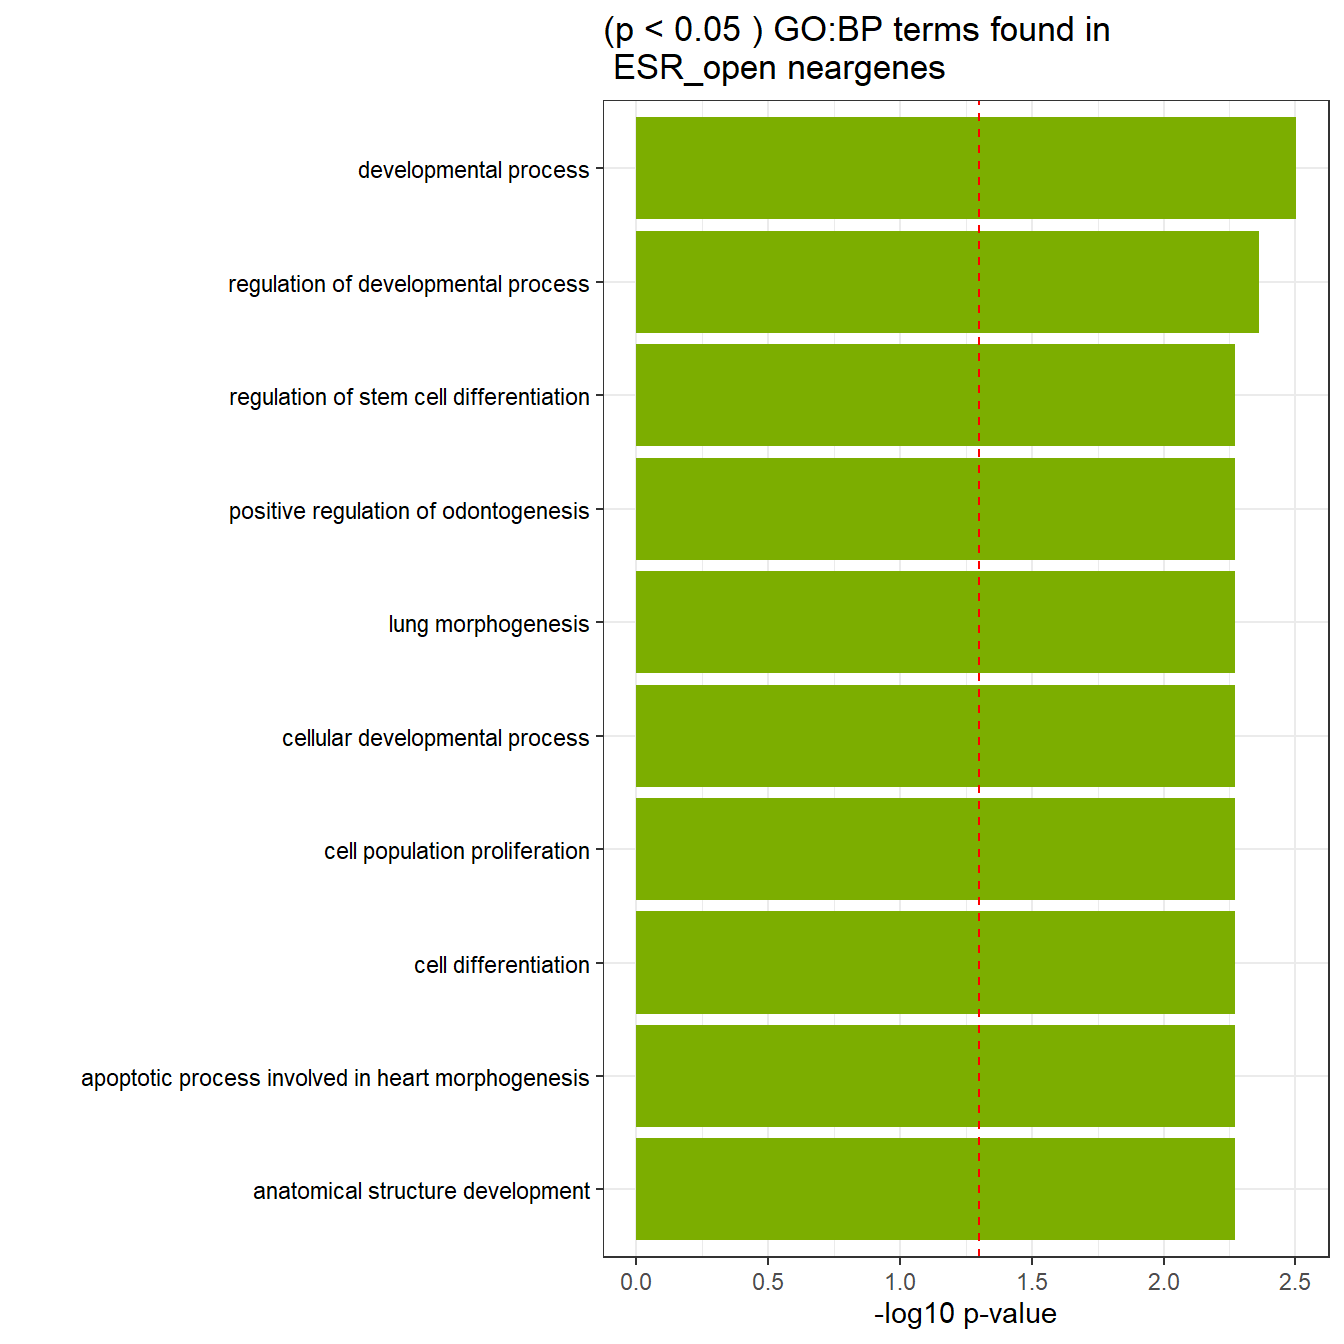 (p < 0.05 ) GO:BP terms found in
ESR_open neargenes
developmental process
regulation of developmental process
regulation of stem cell differentiation
positive regulation of odontogenesis
lung morphogenesis
cellular developmental process
cell population proliferation
cell differentiation
apoptotic process involved in heart morphogenesis
anatomical structure development
0.0 0.5 1.0 1.5 2.0 2.5
-log10 p-value